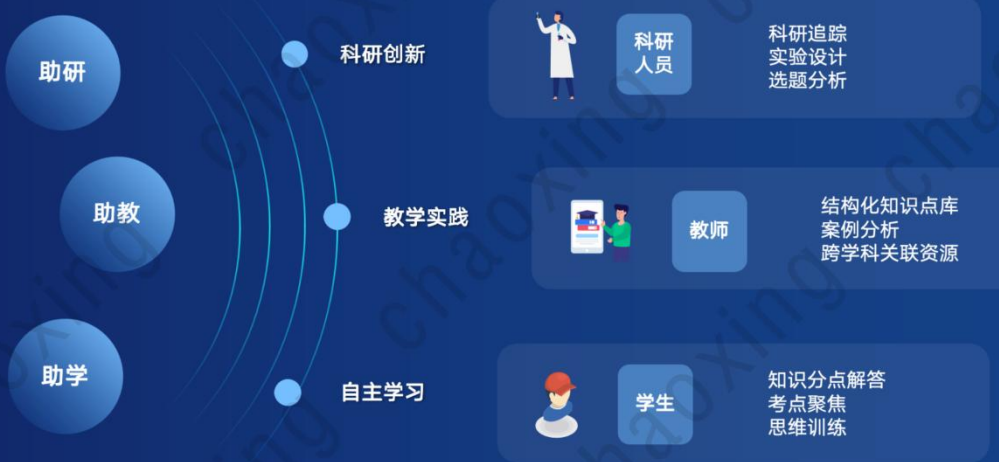 助研
科研创新
科研
人员
科研追踪
实验设计
选题分析
助教
教学实践
教师
结构化知识点库
案例分析
跨学科关联资源
助学
自主学习
学生
知识分点解答
考点聚焦
思维训练
chaoxing
chaoxing
chaoxing